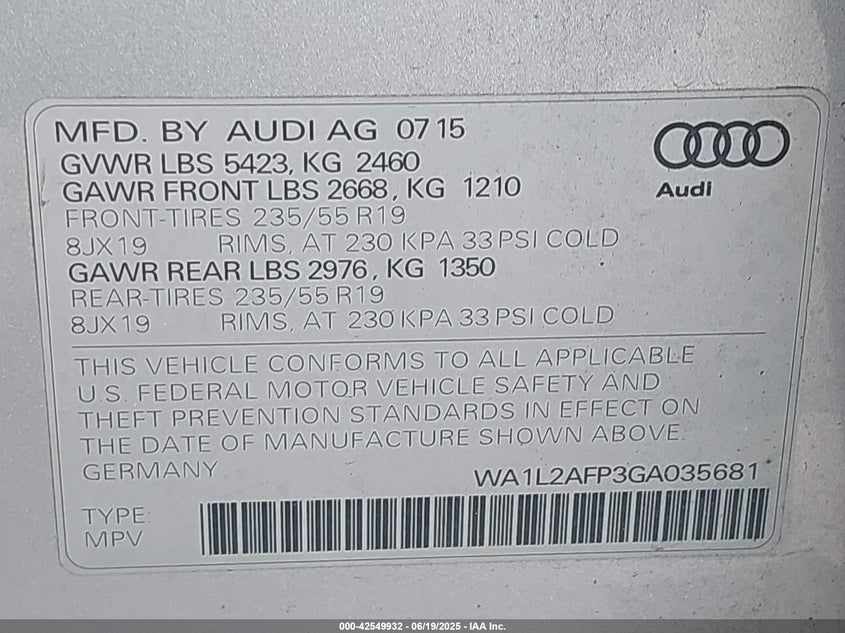 MFD. BY AUDI AG 07 15
GVWR LBS 5423, KG 2460
GAWR FRONT LBS 2668, KG 1210
FRONT-TIRES 235/55 R19
8JX19 RIMS, AT 230 KPA 33 PSI COLD
GAWR REAR LBS 2976, KG 1350
REAR-TIRES 235/55 R19
8JX19 RIMS, AT 230 KPA 33 PSI COLD
Audi
THIS VEHICLE CONFORMS TO ALL APPLICABLE
U.S. FEDERAL MOTOR VEHICLE SAFETY AND
THEFT PREVENTION STANDARDS IN EFFECT ON
THE DATE OF MANUFACTURE SHOWN ABOVE.
GERMANY
WA1L2AFP3GA035681
TYPE:
MPV
000-42549932 - 06/19/2025 - IAA Inc.